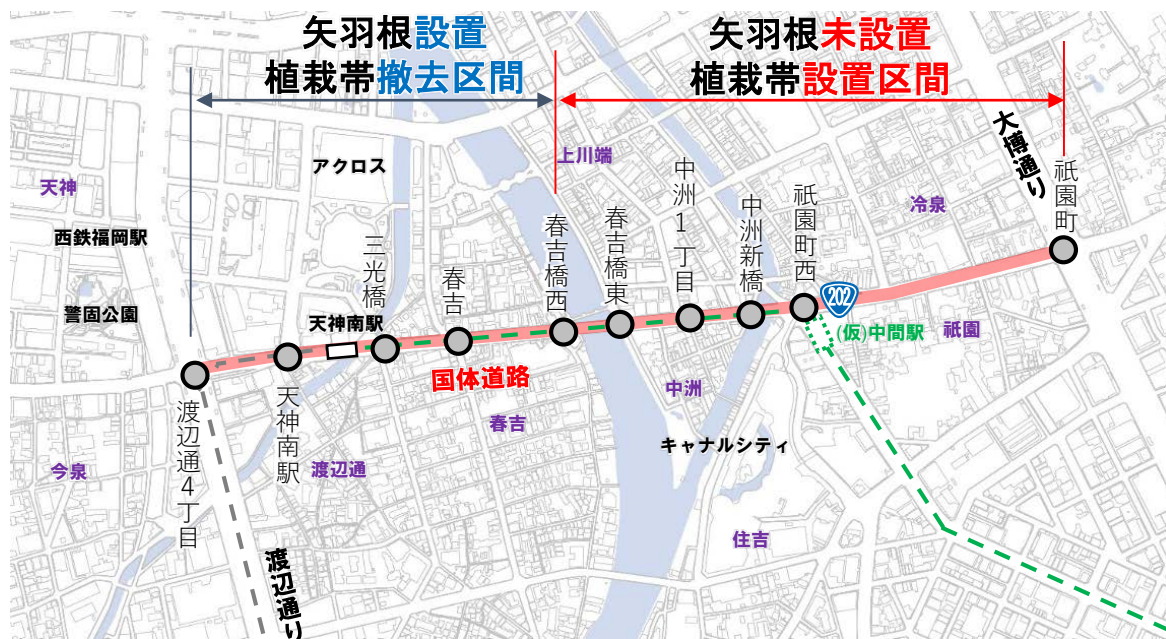 矢羽根設置
植栽帯撤去区間
矢羽根未設置
植栽帯設置区間
大博通り
祇園町
上川端
アクロス
天神
中洲1丁目
冷泉
祇園町西
中洲新橋
春吉橋東
春吉橋西
西鉄福岡駅
三光橋
春吉
警固公園
天神南駅
202
(仮)中間駅
祇園
国体道路
中洲
天神南駅
渡辺通4丁目
春吉
キャナルシティ
今泉
渡辺通
住吉
渡辺通り